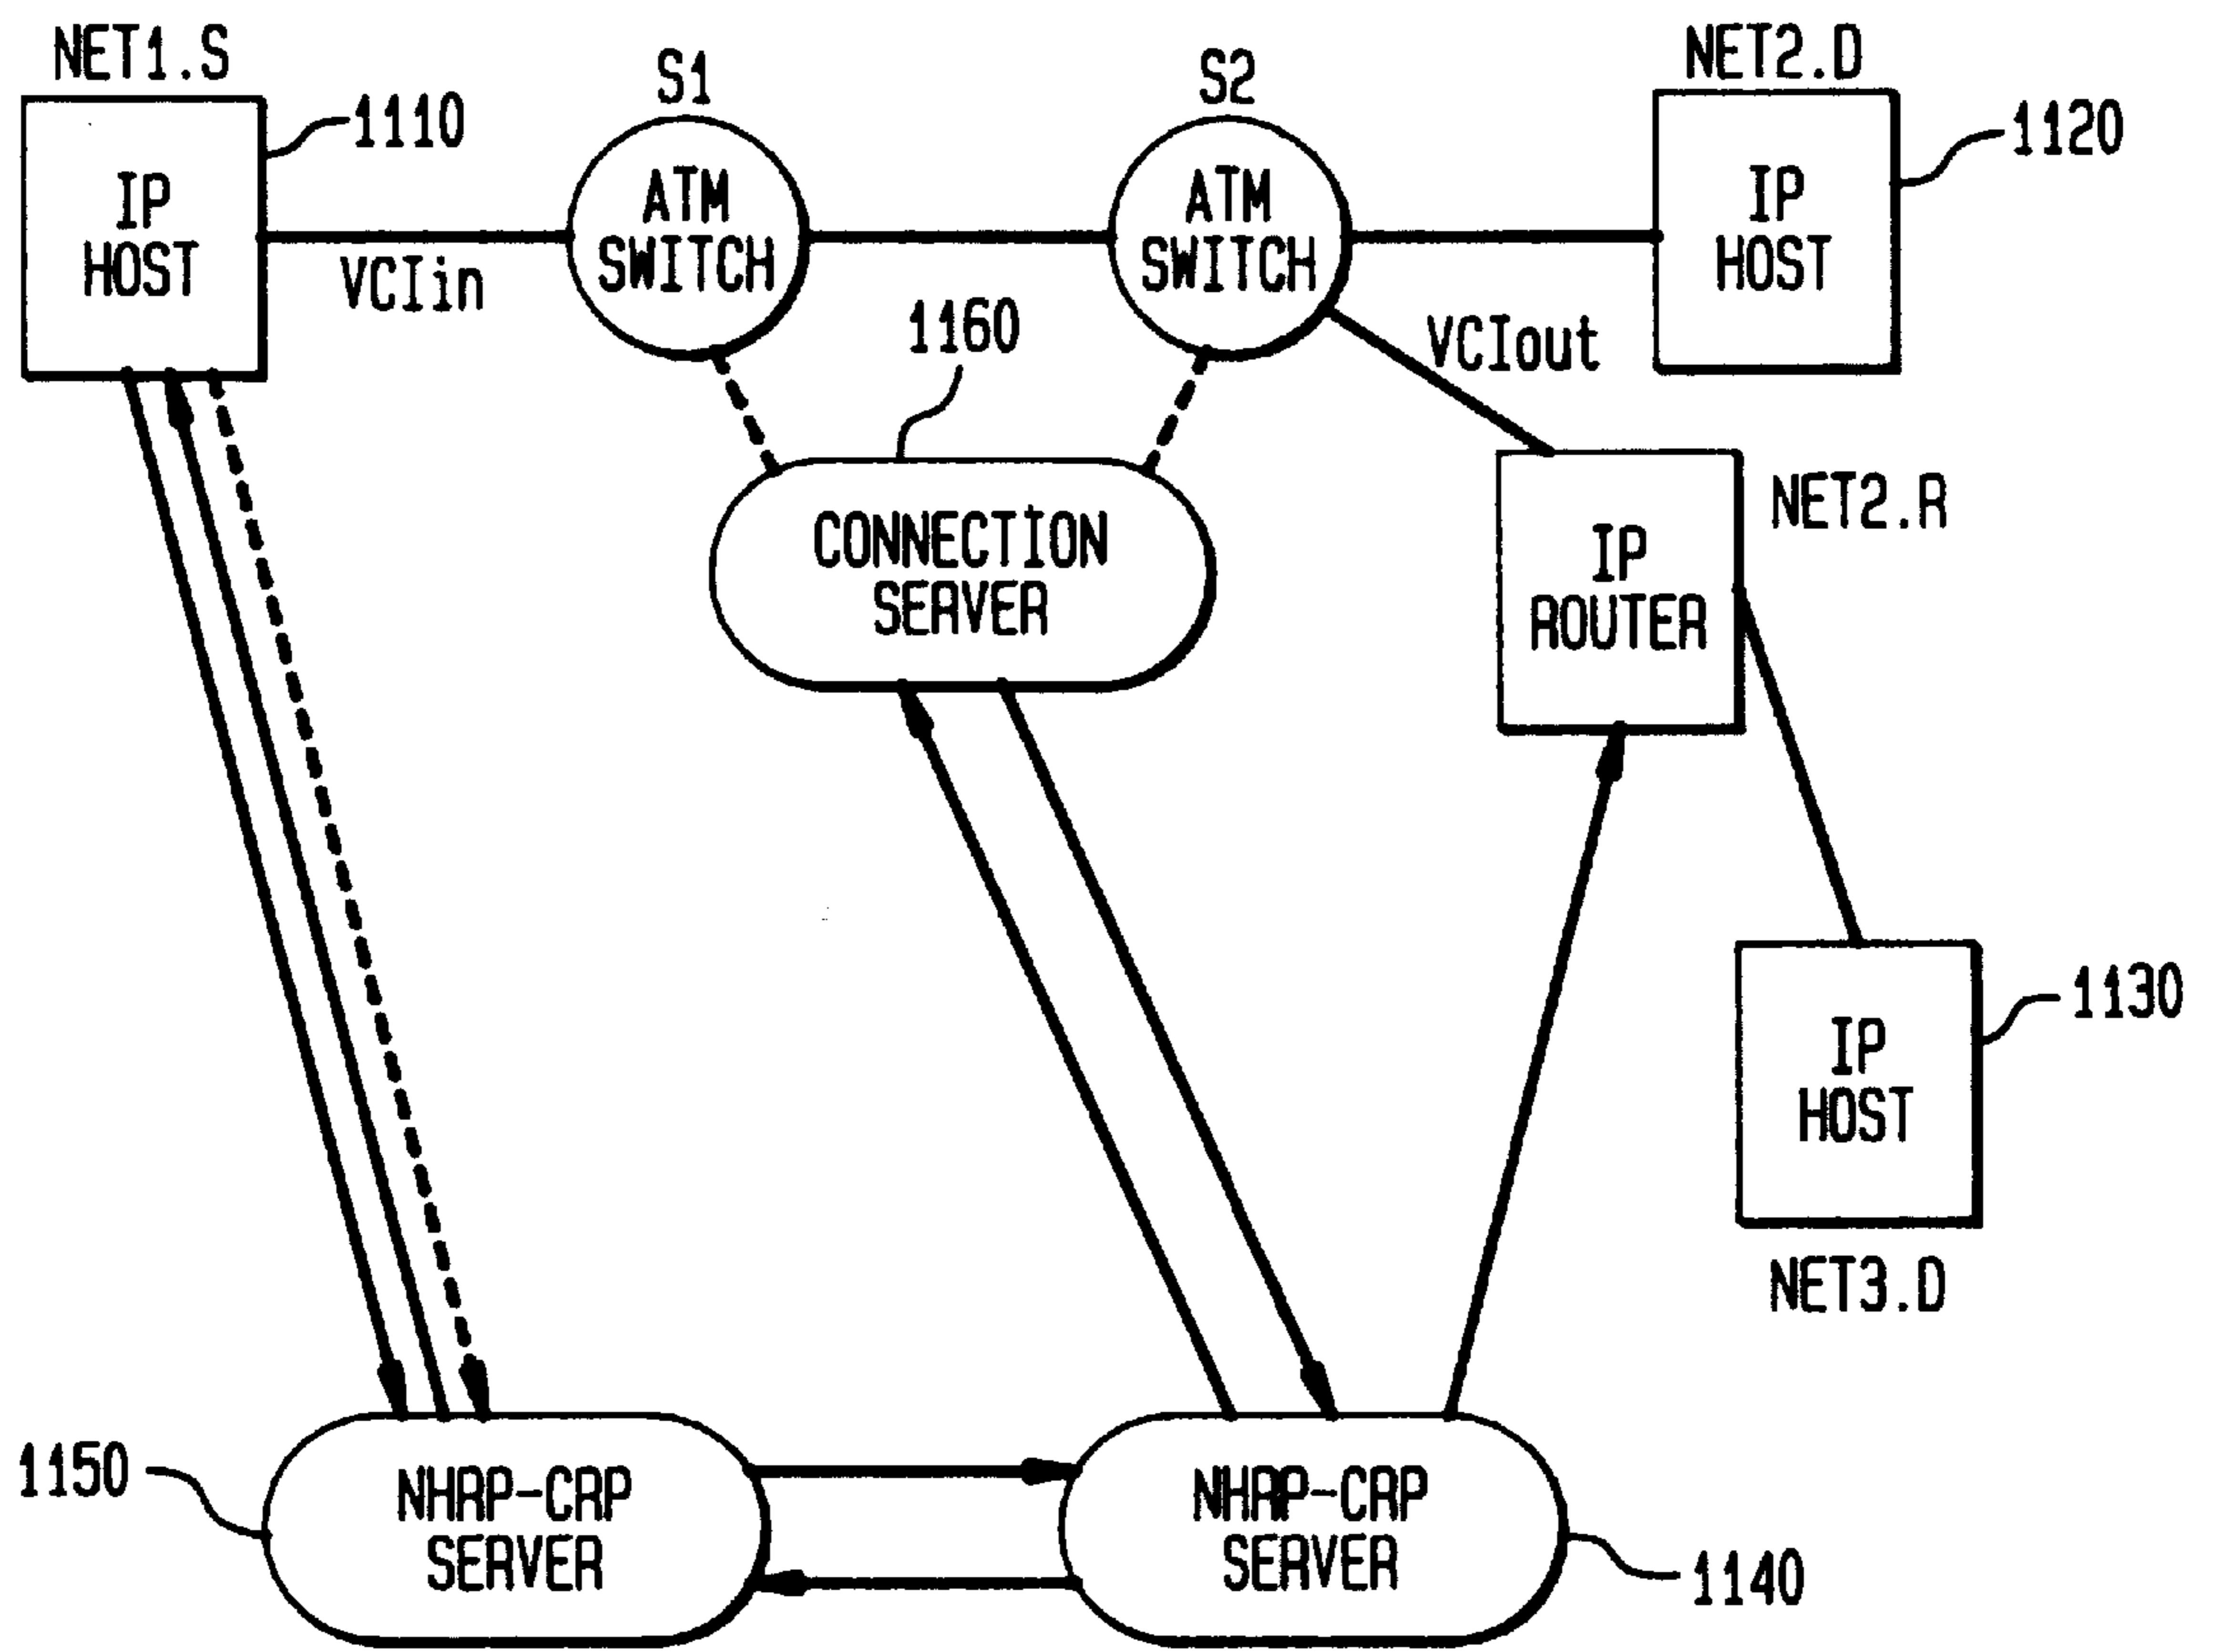 NET1.S
S1
S2
NET2.D
1110
1120
IP
HOST
ATM
SWITCH
ATM
SWITCH
IP
HOST
VCIin
1160
VCIout
CONNECTION
SERVER
NET2.R
IP
ROUTER
1130
IP
HOST
NET3.D
1150
NHRP-CRP
SERVER
NHRP-CRP
SERVER
1140